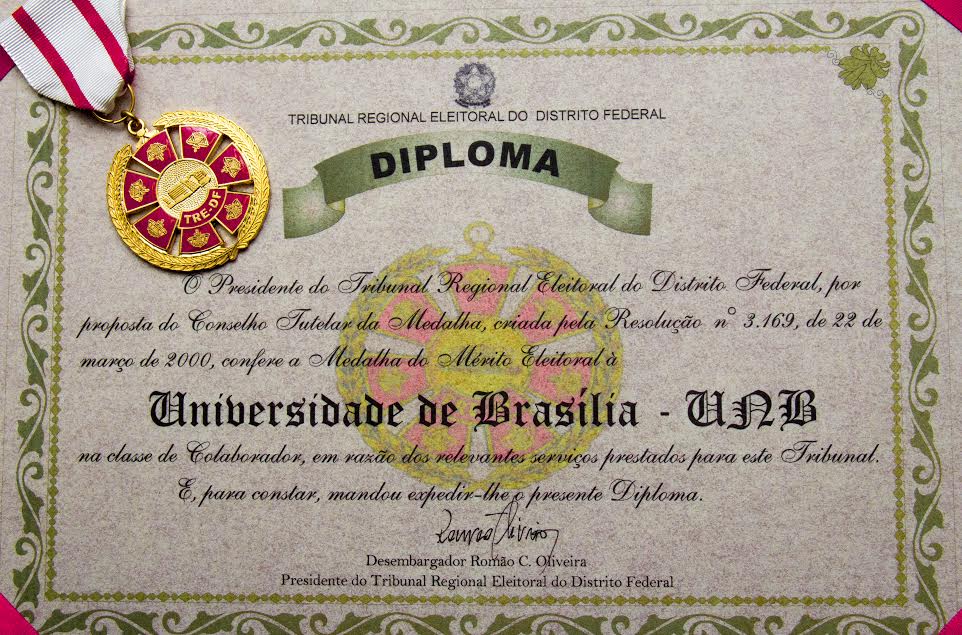 TRIBUNAL REGIONAL ELEITORAL DO DISTRITO FEDERAL
DIPLOMA
TRE-DF
O Presidente do Tribunal Regional Eleitoral do Distrito Federal, por
proposta do Conselho Tutelar da Medalha, criada pela Resolução nº 3.169, de 22 de
março de 2000, confere a Medalha do Mérito Eleitoral à
Universidade de Brasília - UNB
na classe de Colaborador, em razão dos relevantes serviços prestados para este Tribunal.
E, para constar, mandou expedir-lhe o presente Diploma.
Desembargador Romão C. Oliveira
Presidente do Tribunal Regional Eleitoral do Distrito Federal